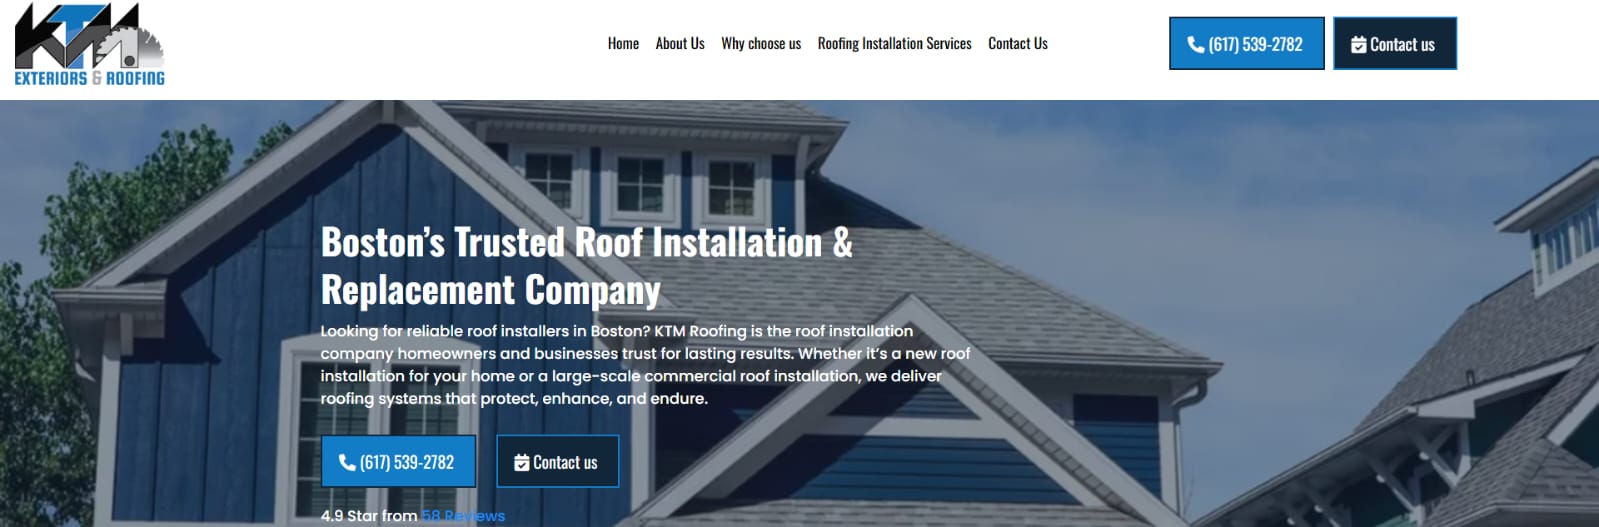 KTM
EXTERIORS & ROOFING
Home About Us Why choose us Roofing Installation Services Contact Us
(617) 539-2782 Contact us
Boston's Trusted Roof Installation &
Replacement Company
Looking for reliable roof installers in Boston? KTM Roofing is the roof installation
company homeowners and businesses trust for lasting results. Whether it's a new roof
installation for your home or a large-scale commercial roof installation, we deliver
roofing systems that protect, enhance, and endure.
(617) 539-2782 Contact us
4.9 Star from 58 Reviews